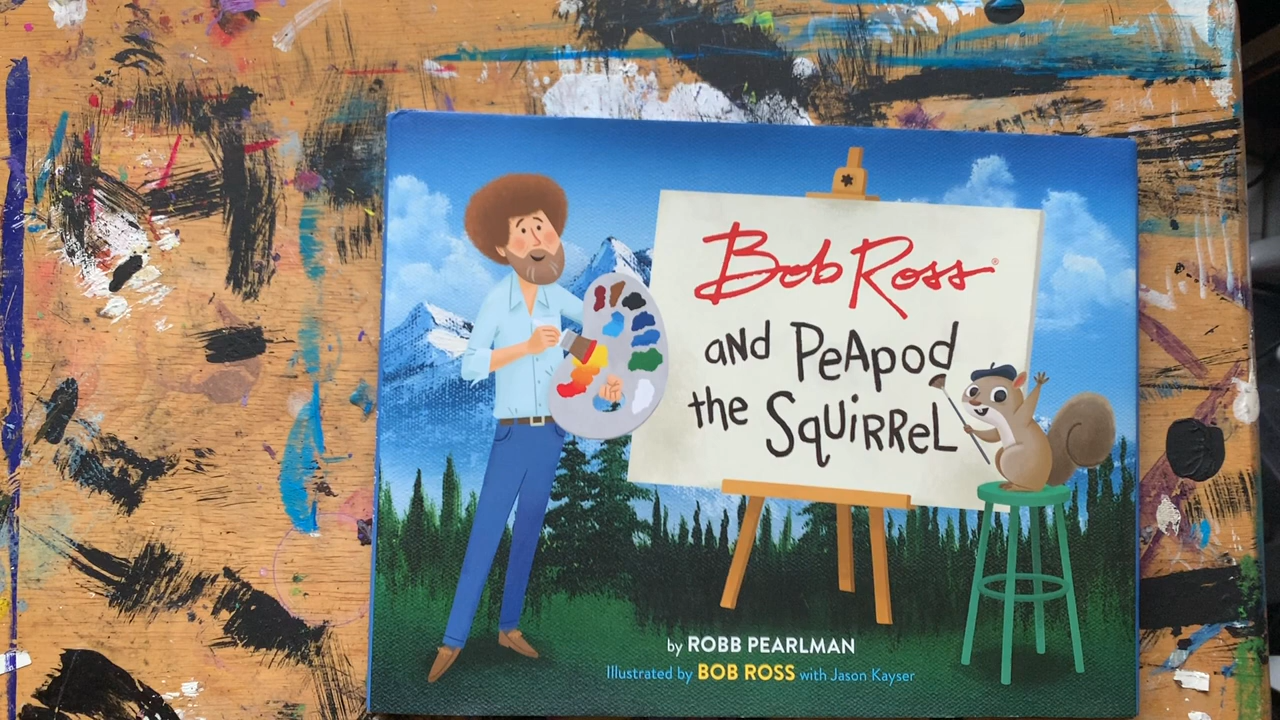 Bob Ross®
and Peapod
the Squirrel
by ROBB PEARLMAN
Illustrated by BOB ROSS with Jason Kayser